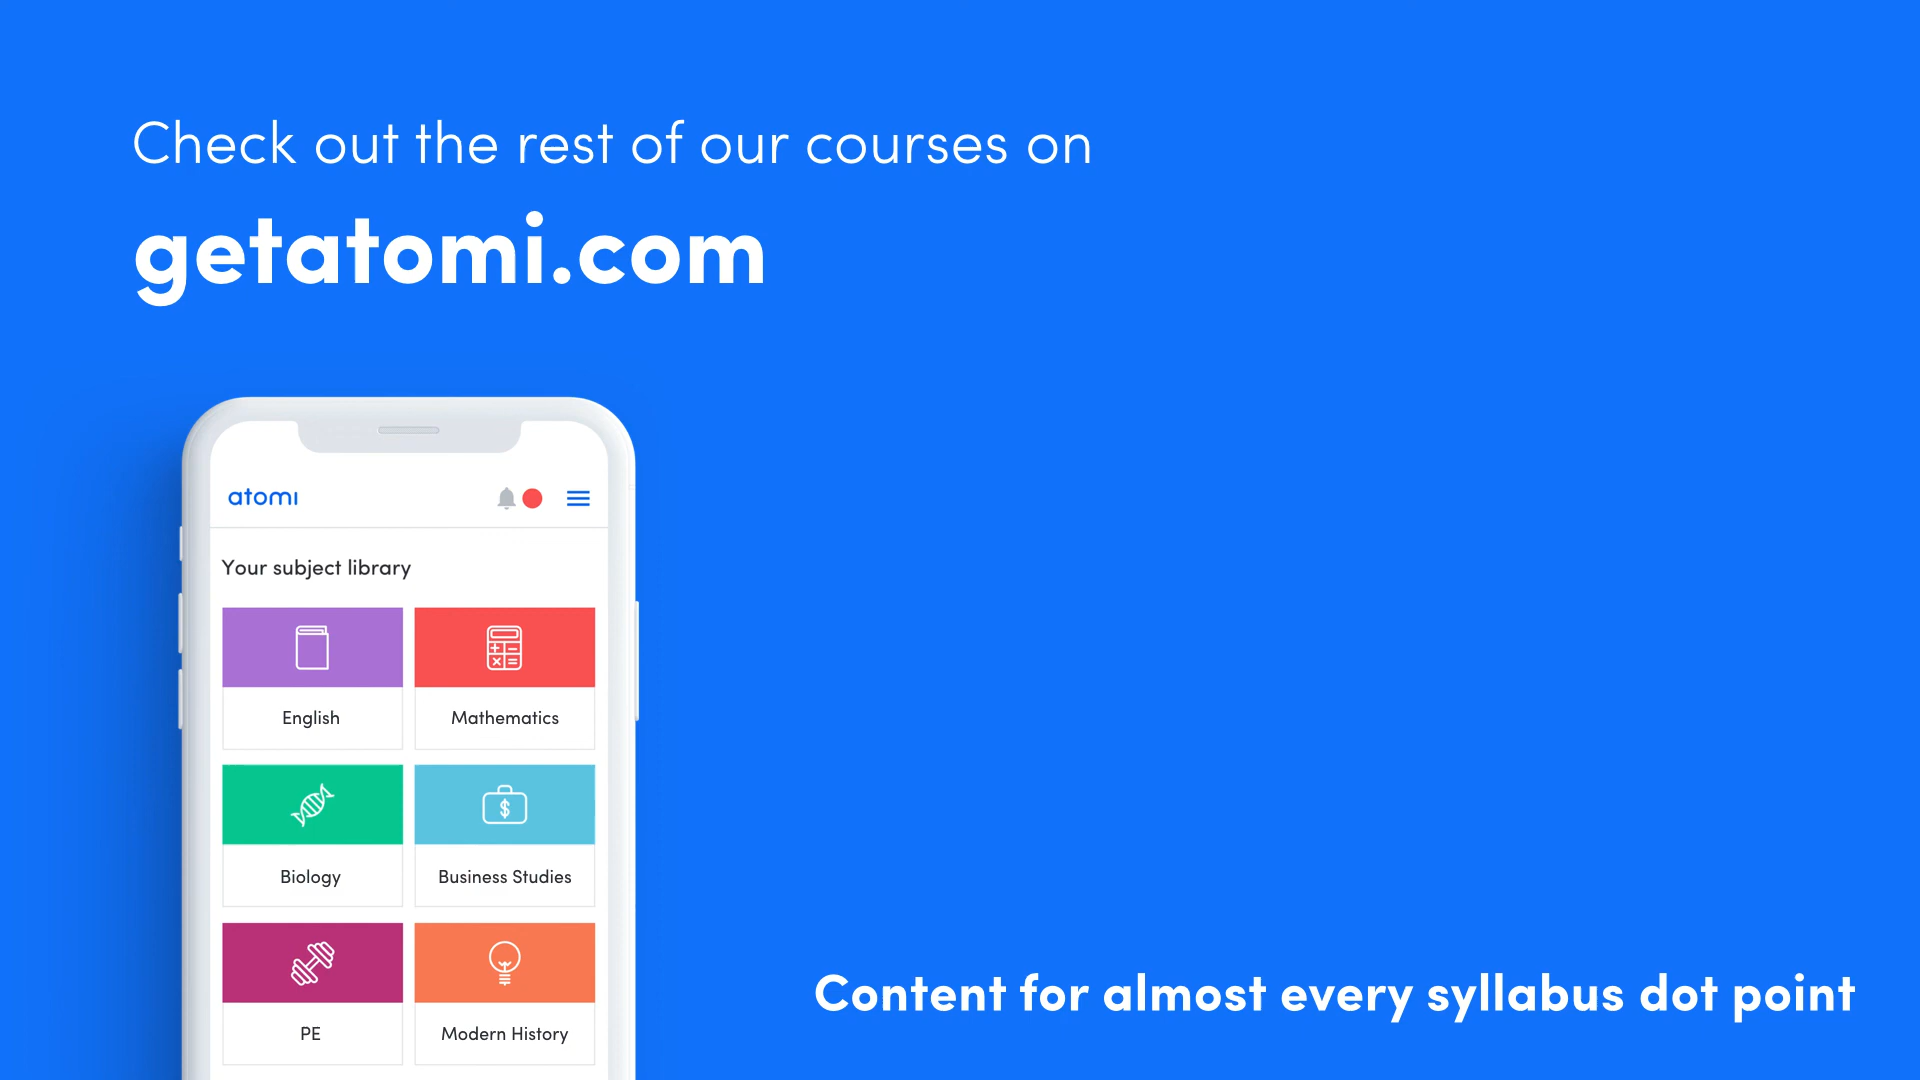 Check out the rest of our courses on
getatomi.com
atomi
Your subject library
English
Mathematics
Biology
Business Studies
PE
Modern History
Content for almost every syllabus dot point